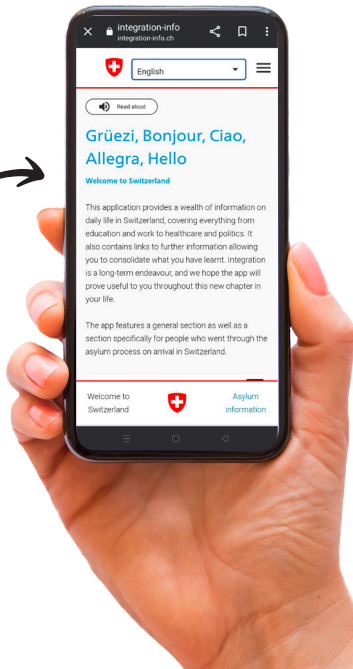 integration-info
integration-info.ch
English
Read aloud
Grüezi, Bonjour, Ciao,
Allegra, Hello
Welcome to Switzerland
This application provides a wealth of information on
daily life in Switzerland, covering everything from
education and work to healthcare and politics. It
also contains links to further information allowing
you to consolidate what you have learnt. Integration
is a long-term endeavour, and we hope the app will
prove useful to you throughout this new chapter in
your life.
The app features a general section as well as a
section specifically for people who went through the
asylum process on arrival in Switzerland.
Welcome to
Switzerland
Asylum
information